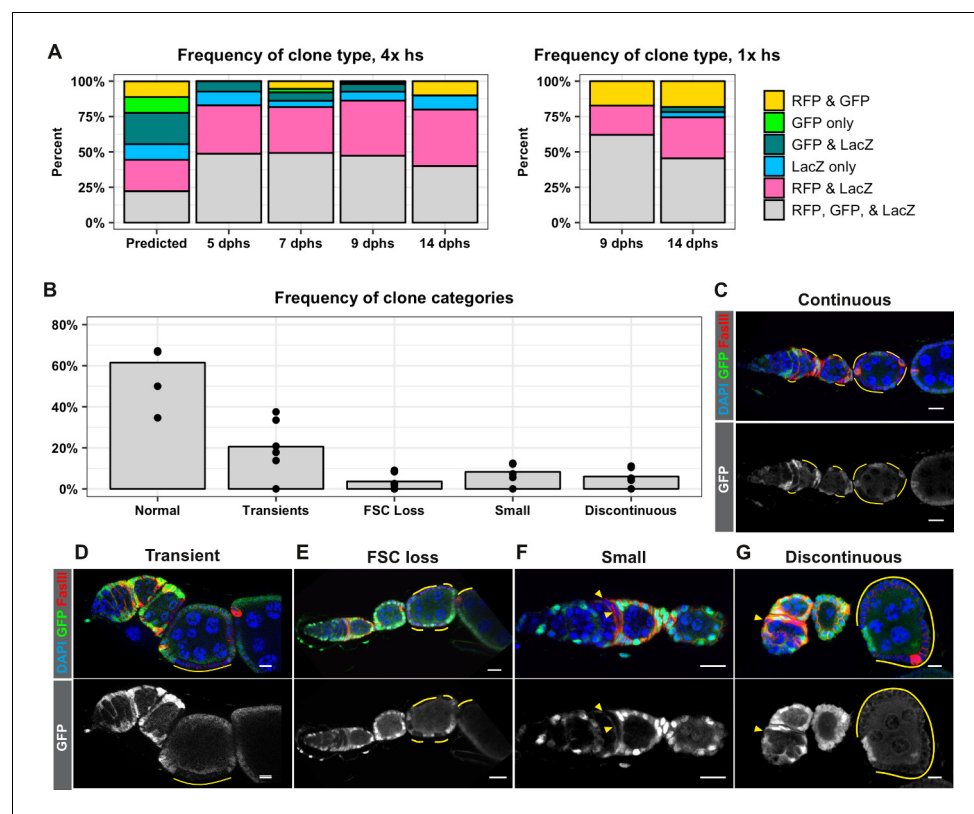 A
Frequency of clone type, 4x hs
Percent
100%
75%
50%
25%
0%
Predicted
5 dphs
7 dphs
9 dphs
14 dphs
Frequency of clone type, 1x hs
Percent
100%
75%
50%
25%
0%
9 dphs
14 dphs
RFP & GFP
GFP only
GFP & LacZ
LacZ only
RFP & LacZ
RFP, GFP, & LacZ
B
Frequency of clone categories
80%
60%
40%
20%
0%
Normal
Transients
FSC Loss
Small
Discontinuous
C
Continuous
DAPI GFP FasIII
GFP
D
Transient
E
FSC loss
F
Small
G
Discontinuous
DAPI GFP FasIII
GFP